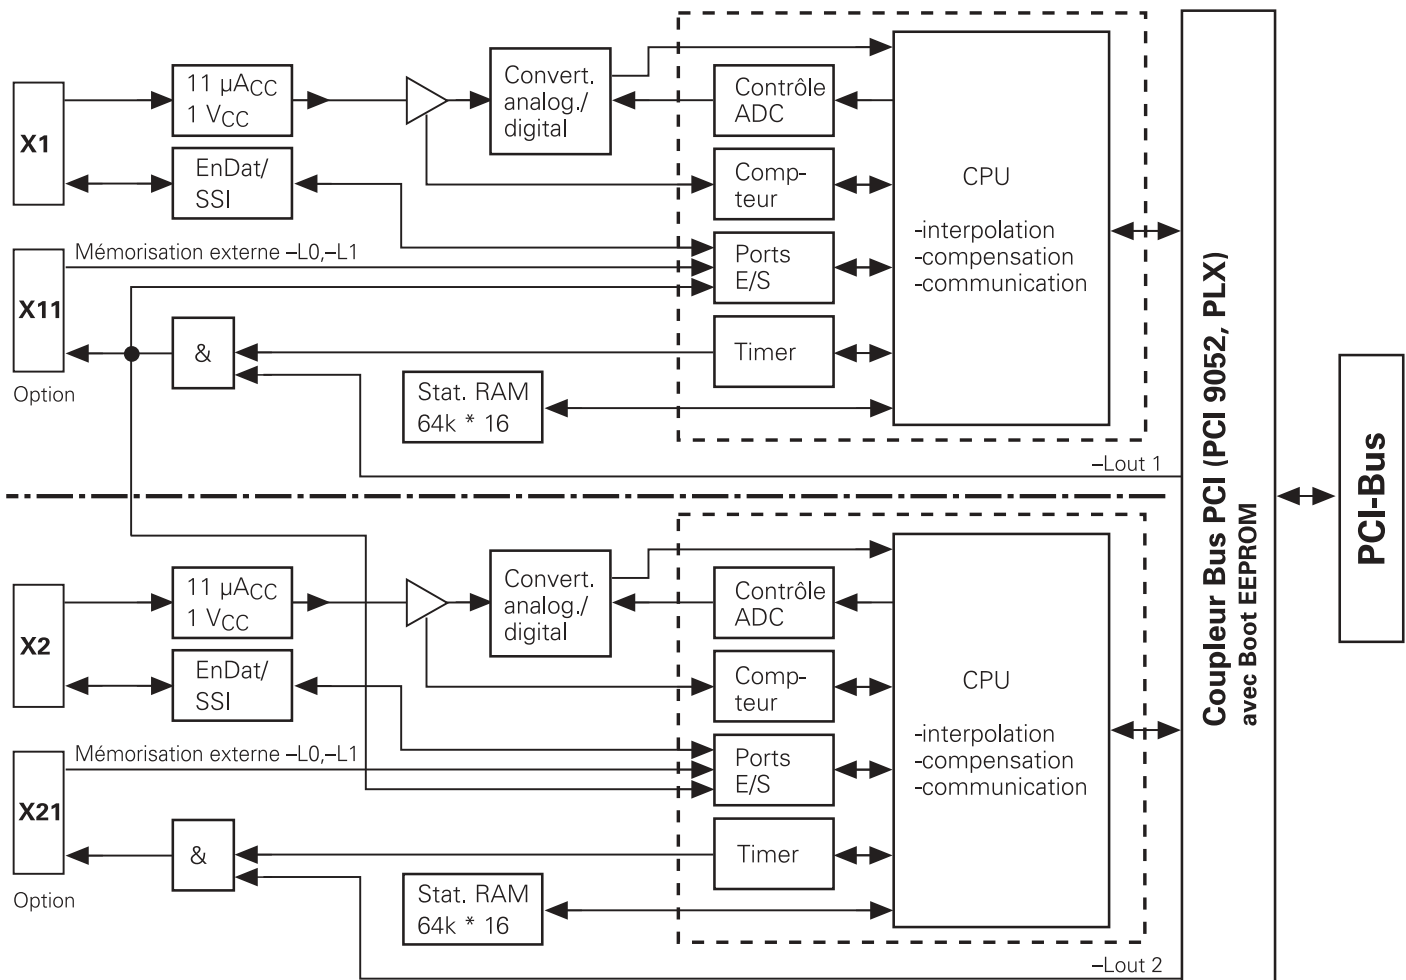 X1
11 µACC
1 VCC
EnDat/
SSI
Convert.
analog./
digital
Contrôle
ADC
Comp-
teur
CPU
-interpolation
-compensation
-communication
X11
Option
Mémorisation externe –L0,–L1
Ports
E/S
&
Timer
Stat. RAM
64k * 16
–Lout 1
X2
11 µACC
1 VCC
EnDat/
SSI
Convert.
analog./
digital
Contrôle
ADC
Comp-
teur
CPU
-interpolation
-compensation
-communication
X21
Option
Mémorisation externe –L0,–L1
Ports
E/S
&
Timer
Stat. RAM
64k * 16
–Lout 2
Coupleur Bus PCI (PCI 9052, PLX)
avec Boot EEPROM
PCI-Bus